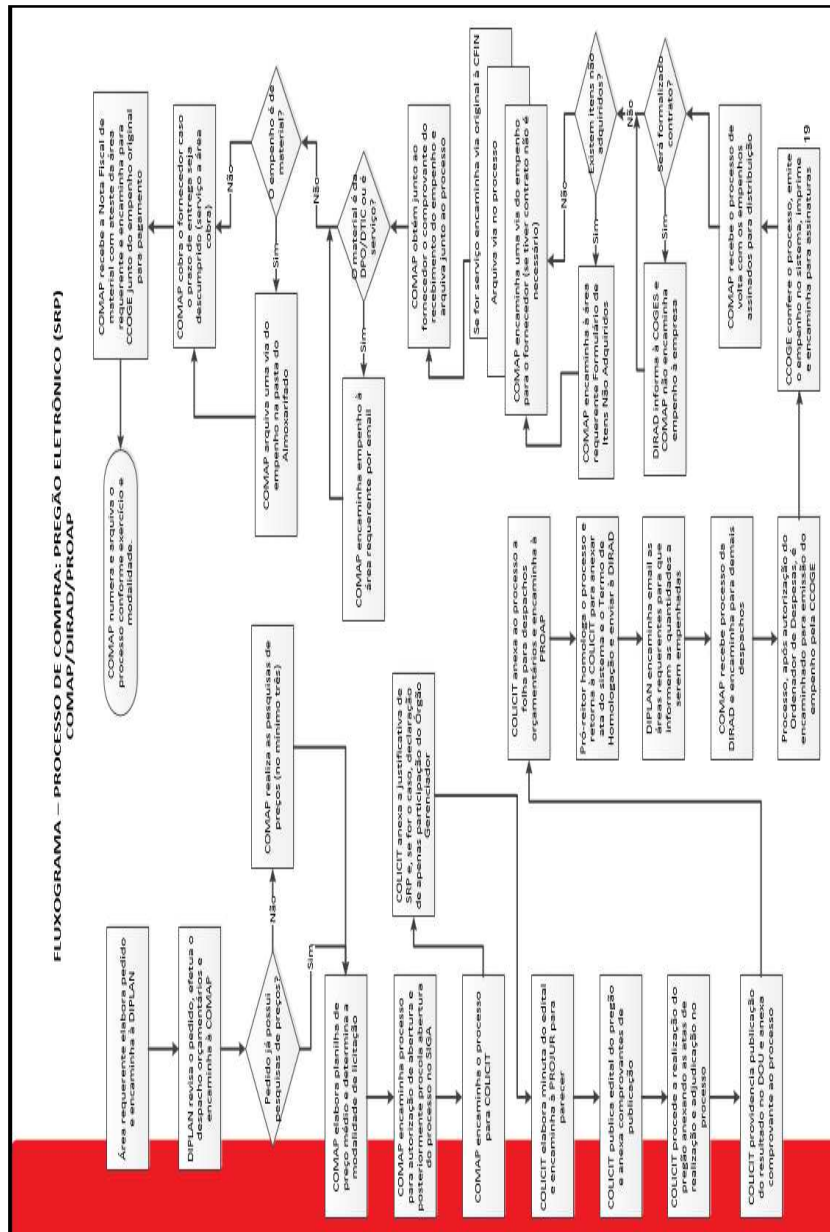 FLUXOGRAMA – PROCESSO DE COMPRA: PREGÃO ELETRÔNICO (SRP)
COMAP/DIRAD/PROAP
Área requerente elabora pedido
e encaminha à DIPLAN
DIPLAN revisa o pedido, efetua o
despacho orçamentários e
encaminha à COMAP
Pedido já possui
pesquisas de preços?
Não
Sim
COMAP realiza as pesquisas de
preços (no mínimo três)
COMAP elabora planilha de
preço médio e determina a
modalidade de licitação
COMAP encaminha processo
para autorização de abertura e
posteriormente protocola abertura
do processo no SIGA
COMAP encaminha o processo
para COLICIT
COLICIT anexa a justificativa de
SRP e, se for o caso, declaração
de apenas participação do Órgão
Gerenciador
COLICIT elabora minuta do edital
e encaminha à PROJUR para
parecer
COLICIT publica edital do pregão
e anexa comprovantes de
publicação
COLICIT procede a realização do
pregão anexando as atas de
realização e adjudicação no
processo
COLICIT providencia publicação
do resultado no DOU e anexa
comprovante ao processo
COLICIT anexa ao processo a
folha para despachos
orçamentários e encaminha à
PROAP
Pró-reitor homologa o processo e
retorna à COLICIT para anexar
ata do sistema e o Termo de
Homologação e enviar à DIRAD
DIPLAN encaminha email as
áreas requerentes para que
informem as quantidades a
serem empenhadas
COMAP recebe processo da
DIRAD e encaminha para demais
despachos
Processo, após autorização do
Ordenador de Despesas, é
encaminhado para emissão do
empenho pela CCOGE
CCOGE confere o processo, emite
o empenho no sistema, imprime
e encaminha para assinaturas
19
COMAP recebe o processo de
volta com os empenhos
assinados para distribuição
Será formalizado
contrato?
Sim
Não
DIRAD informa à COGES e
COMAP não encaminha
empenho à empresa
Existem itens não
adquiridos?
Sim
Não
COMAP encaminha à área
requerente Formulário de
Itens Não Adquiridos
COMAP encaminha uma via do empenho
para o fornecedor (se tiver contrato não é
necessário)
Arquiva via no processo
Se for serviço encaminha via original à CFIN
COMAP obtém junto ao
fornecedor o comprovante do
recebimento do empenho e
arquiva junto ao processo
O material é da
DPO/DTIC ou é
serviço?
Sim
Não
COMAP encaminha empenho à
área requerente por email
O empenho é de
material?
Sim
Não
COMAP arquiva uma via do
empenho na pasta do
Almoxarifado
COMAP cobra o fornecedor caso
o prazo de entrega seja
descumprido (serviço a área
cobra)
COMAP recebe a Nota Fiscal de
material com ateste da área
requerente e encaminha para
CCOGE junto do empenho original
para pagamento
COMAP numera e arquiva o
processo conforme exercício e
modalidade.